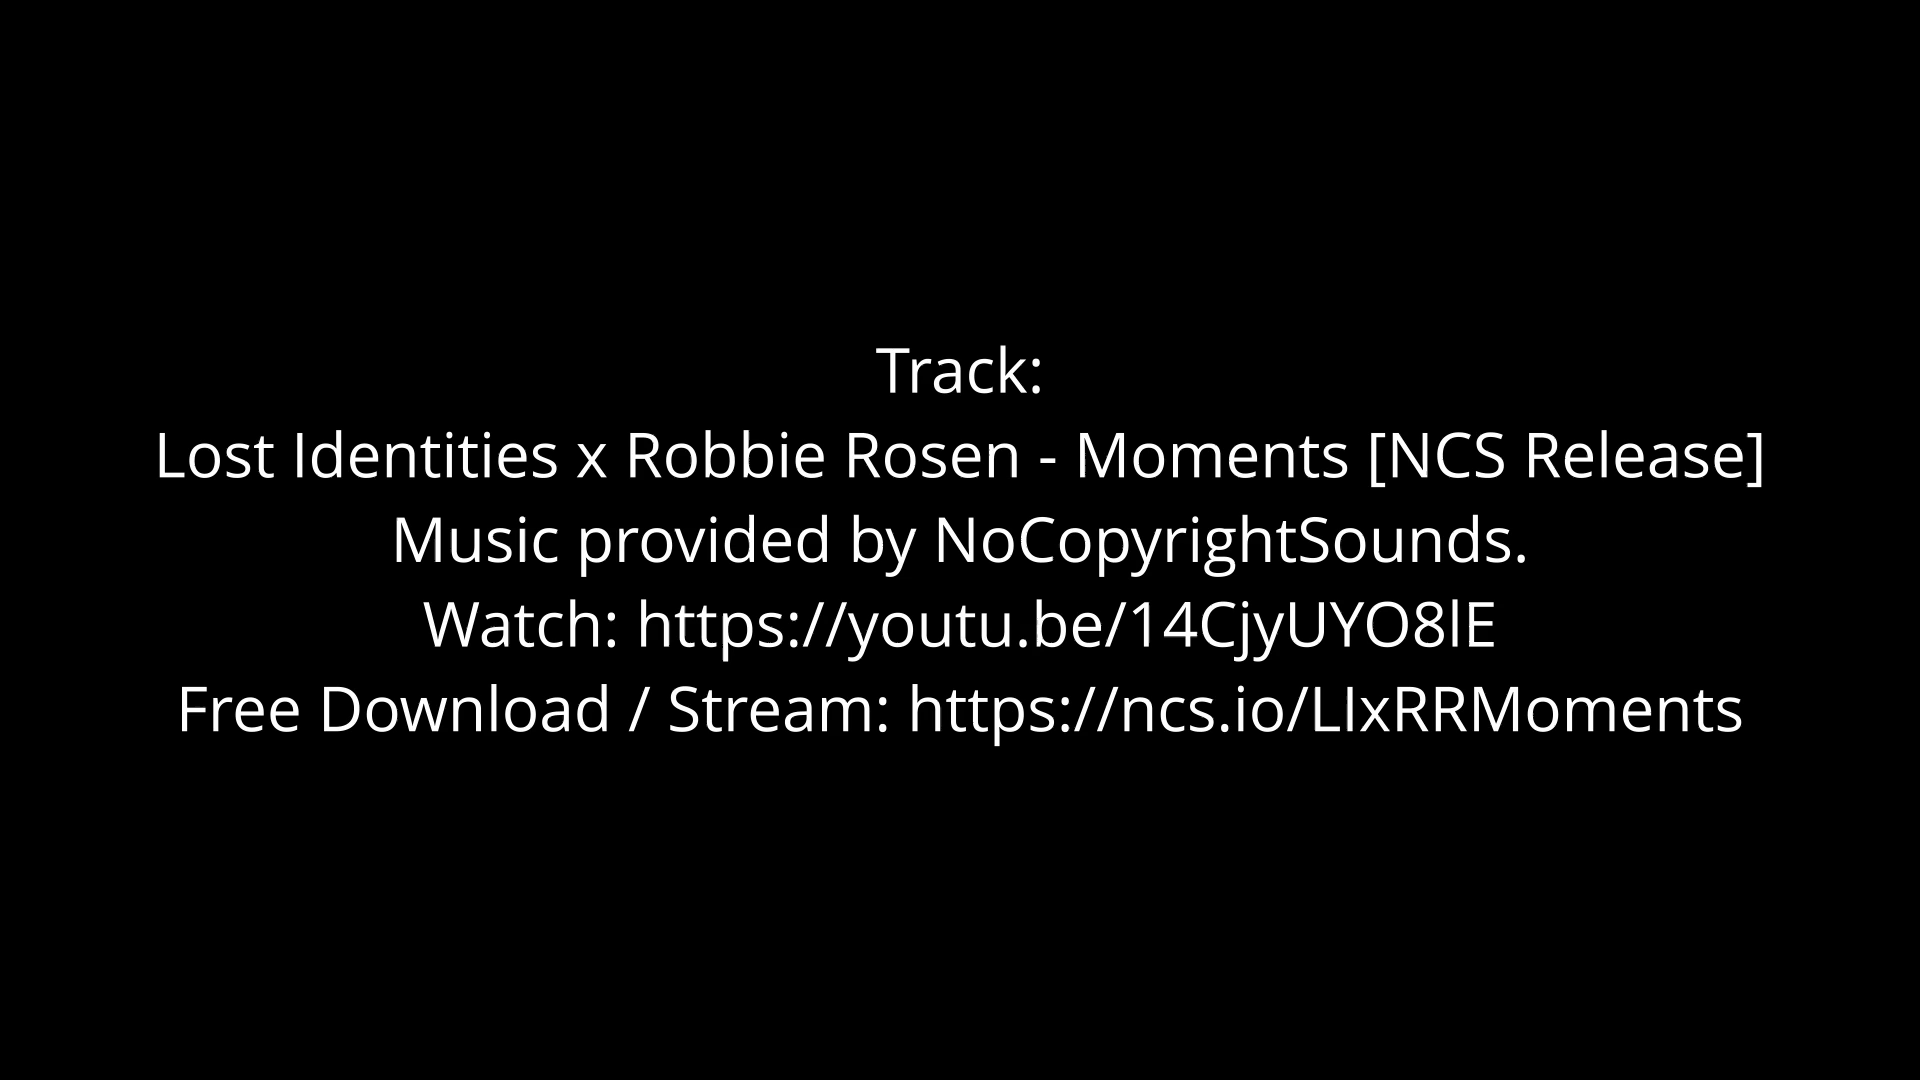 Track:
Lost Identities x Robbie Rosen - Moments [NCS Release]
Music provided by NoCopyrightSounds.
Watch: https://youtu.be/14CjyUYO8lE
Free Download / Stream: https://ncs.io/LIxRRMoments